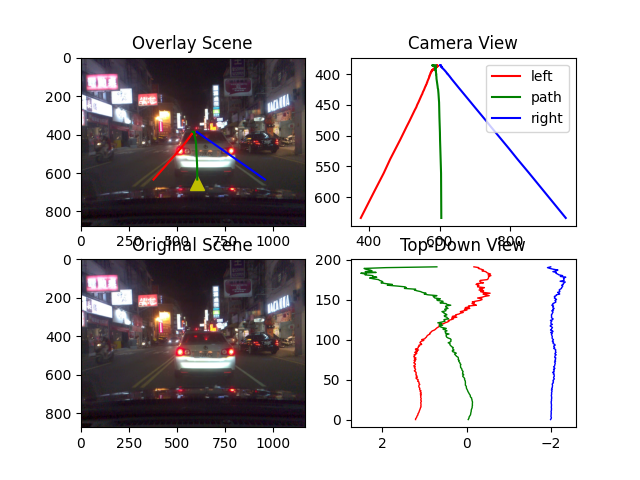 Overlay Scene
0
200
400
600
800
0 250 500 750 1000
Camera View
400
450
500
550
600
400 600 800
left
path
right
Original Scene
0
200
400
600
800
0 250 500 750 1000
Top-Down View
200
150
100
50
0
2 0 −2